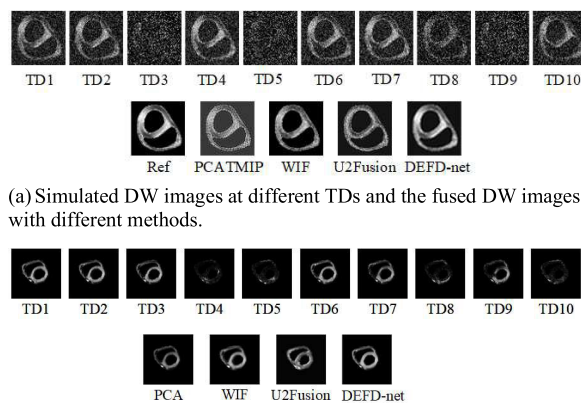 TD1 TD2 TD3 TD4 TD5 TD6 TD7 TD8 TD9 TD10
Ref PCATMIP WIF U2Fusion DEFD-net
(a) Simulated DW images at different TDs and the fused DW images
with different methods.
TD1 TD2 TD3 TD4 TD5 TD6 TD7 TD8 TD9 TD10
PCA WIF U2Fusion DEFD-net